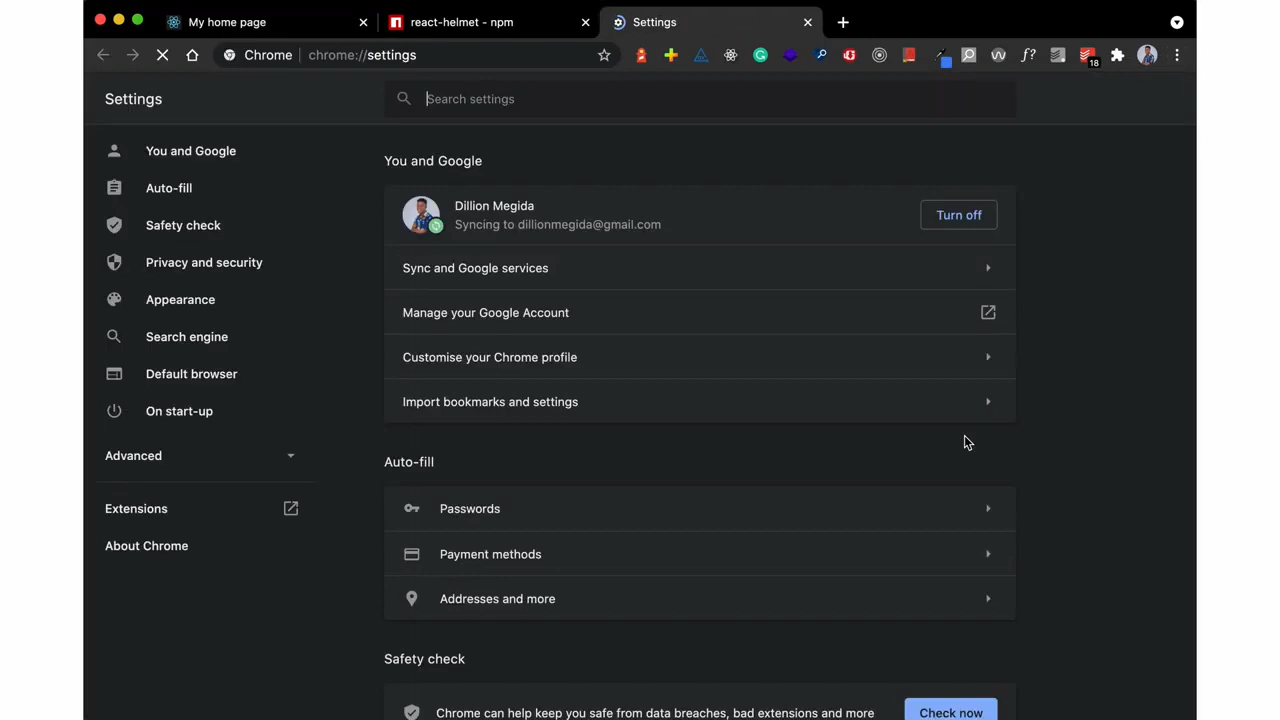 My home page
react-helmet - npm
Settings
Chrome
chrome://settings
ƒ?
18
Settings
Search settings
You and Google
Auto-fill
Safety check
Privacy and security
Appearance
Search engine
Default browser
On start-up
Advanced
Extensions
About Chrome
You and Google
Dillion Megida
Syncing to dillionmegida@gmail.com
Turn off
Sync and Google services
Manage your Google Account
Customise your Chrome profile
Import bookmarks and settings
Auto-fill
Passwords
Payment methods
Addresses and more
Safety check
Chrome can help keep you safe from data breaches, bad extensions and more
Check now